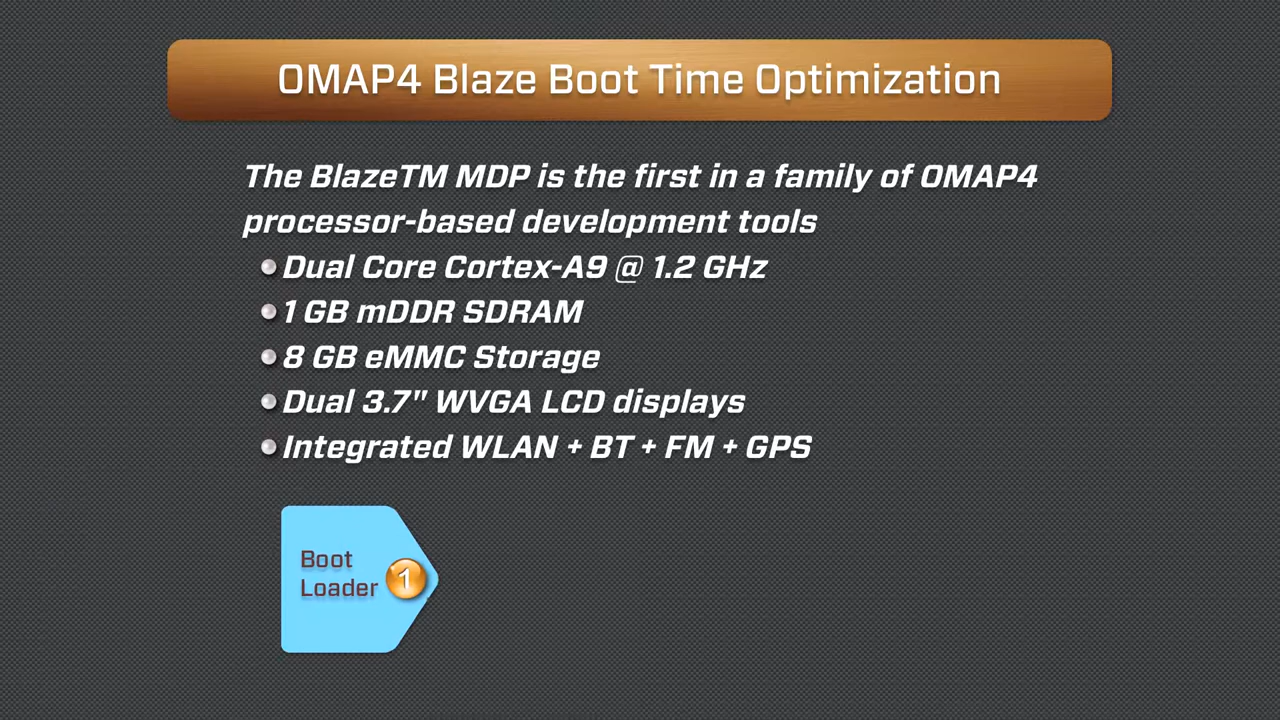 OMAP4 Blaze Boot Time Optimization
The BlazeTM MDP is the first in a family of OMAP4
processor-based development tools
Dual Core Cortex-A9 @ 1.2 GHz
1 GB mDDR SDRAM
8 GB eMMC Storage
Dual 3.7" WVGA LCD displays
Integrated WLAN + BT + FM + GPS
Boot
Loader
1